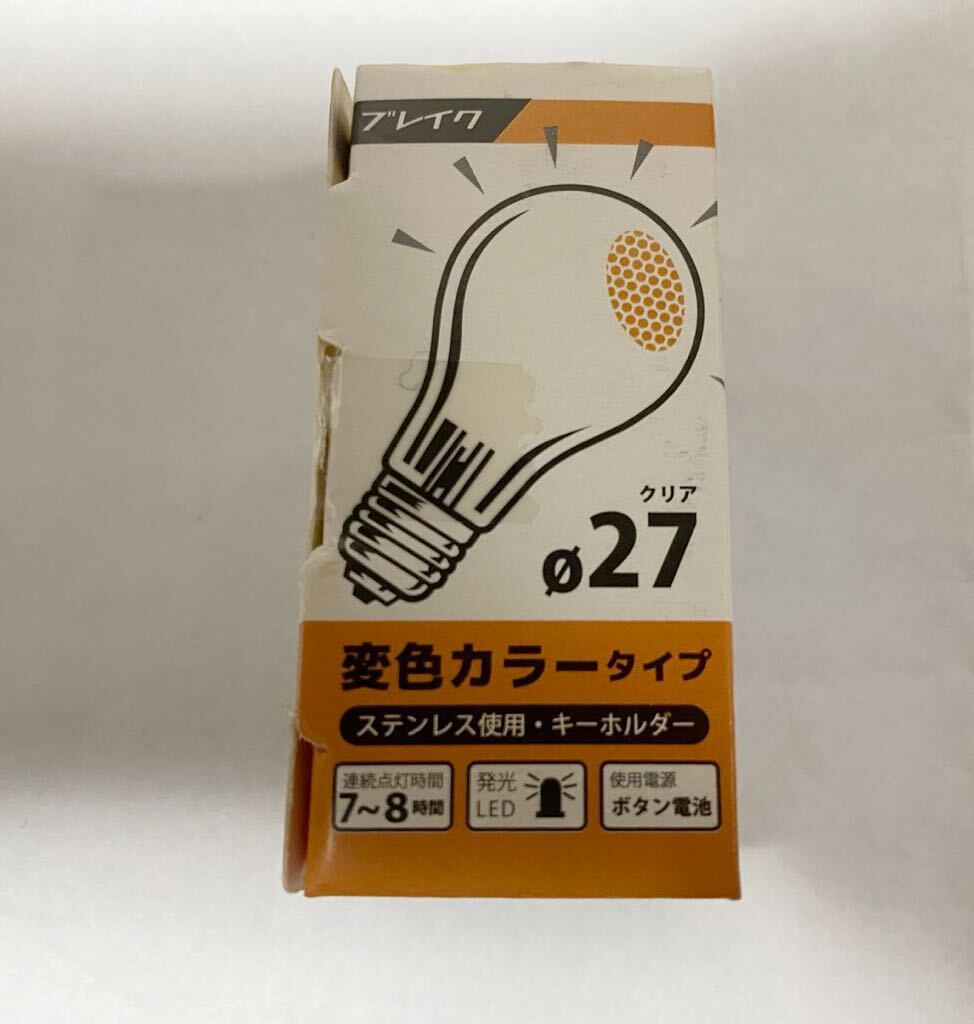 ブレイク
クリア
ø27
変色カラータイプ
ステンレス使用・キーホルダー
連続点灯時間
7〜8時間
発光
LED
使用電源
ボタン電池